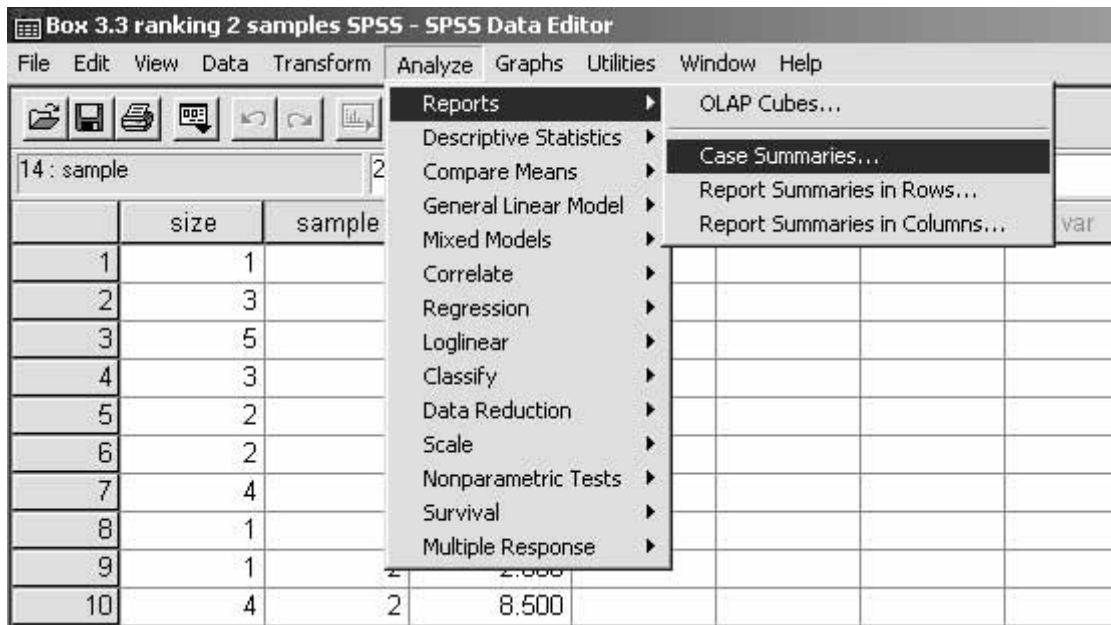 Box 3.3 ranking 2 samples SPSS - SPSS Data Editor
File Edit View Data Transform Analyze Graphs Utilities Window Help
Reports
Descriptive Statistics
Compare Means
General Linear Model
Mixed Models
Correlate
Regression
Loglinear
Classify
Data Reduction
Scale
Nonparametric Tests
Survival
Multiple Response
OLAP Cubes...
Case Summaries...
Report Summaries in Rows...
Report Summaries in Columns...
14 : sample 2
size sample var
1 1
2 3
3 5
4 3
5 2
6 2
7 4
8 1
9 1
10 4 2 8.500